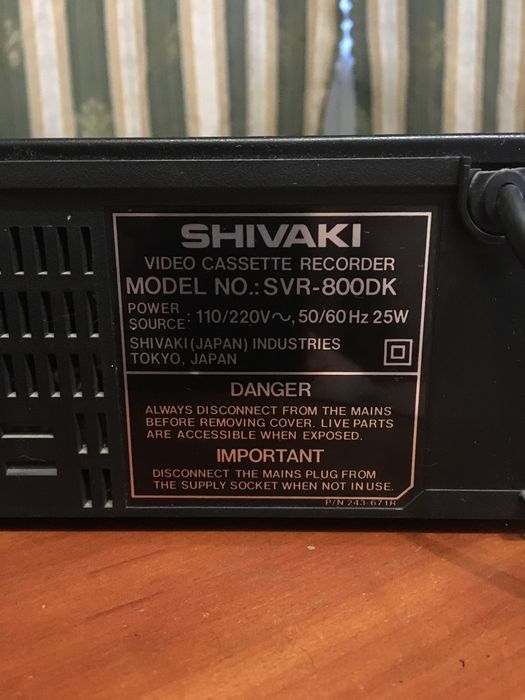 SHIVAKI
VIDEO CASSETTE RECORDER
MODEL NO.: SVR-800DK
POWER SOURCE : 110/220V∼, 50/60 Hz 25W
SHIVAKI (JAPAN) INDUSTRIES
TOKYO, JAPAN
DANGER
ALWAYS DISCONNECT FROM THE MAINS
BEFORE REMOVING COVER. LIVE PARTS
ARE ACCESSIBLE WHEN EXPOSED.
IMPORTANT
DISCONNECT THE MAINS PLUG FROM
THE SUPPLY SOCKET WHEN NOT IN USE.
P/N 243-671R